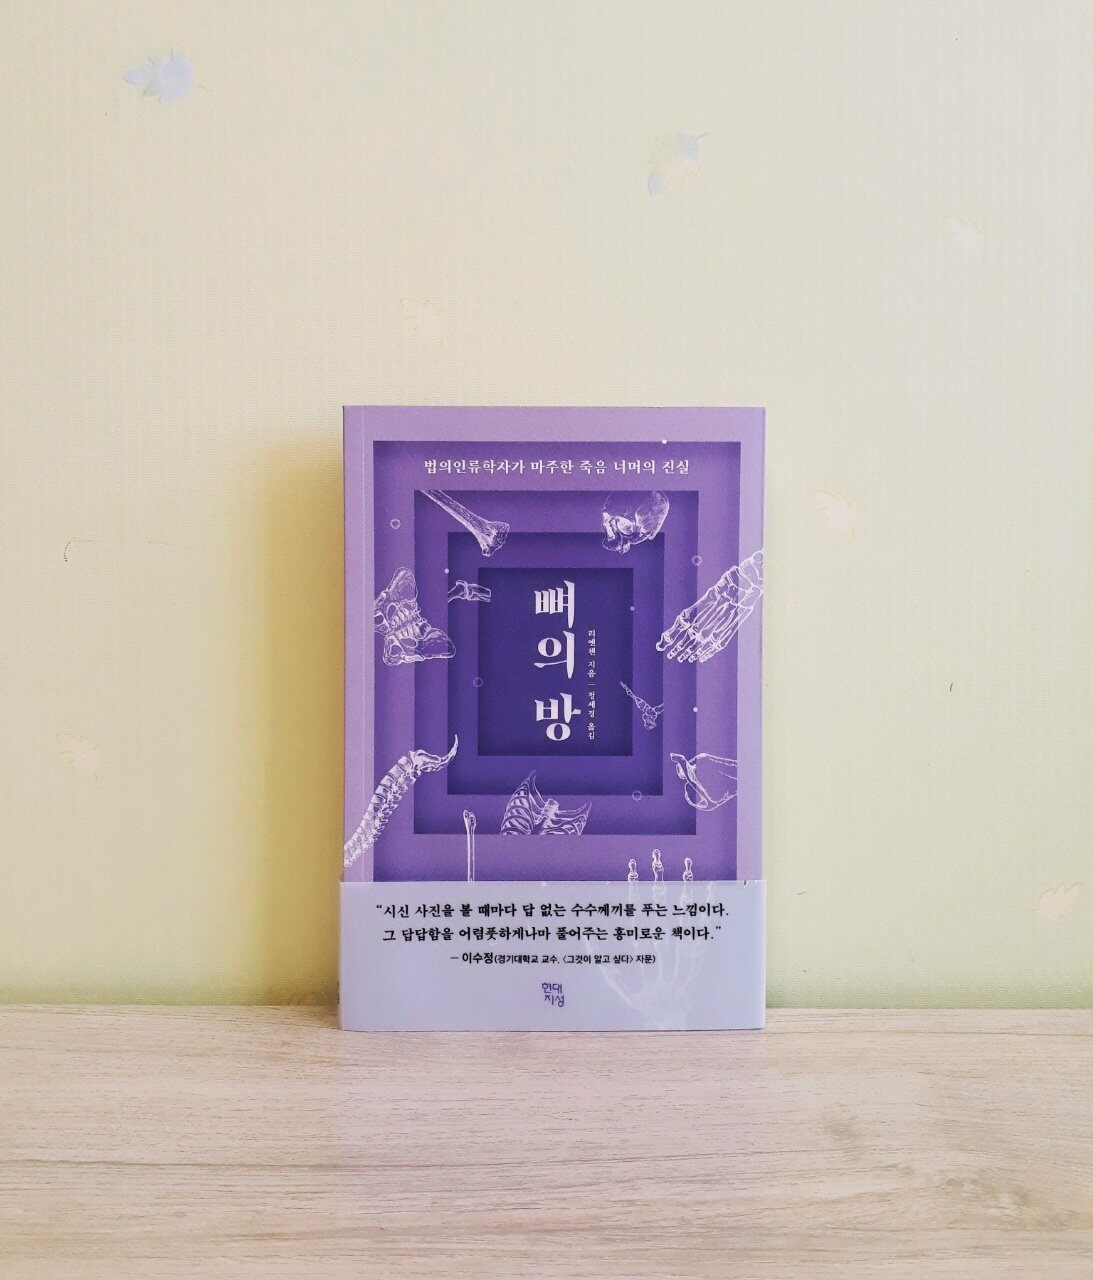 법의인류학자가 마주한 죽음 너머의 진실
뼈의 방
리옌첸 지음 — 정세경 옮김
“시신 사진을 볼 때마다 답 없는 수수께끼를 푸는 느낌이다.
그 답답함을 어렴풋하게나마 풀어주는 흥미로운 책이다.”
— 이수정(경기대학교 교수, <그것이 알고 싶다> 자문)
현대
지성